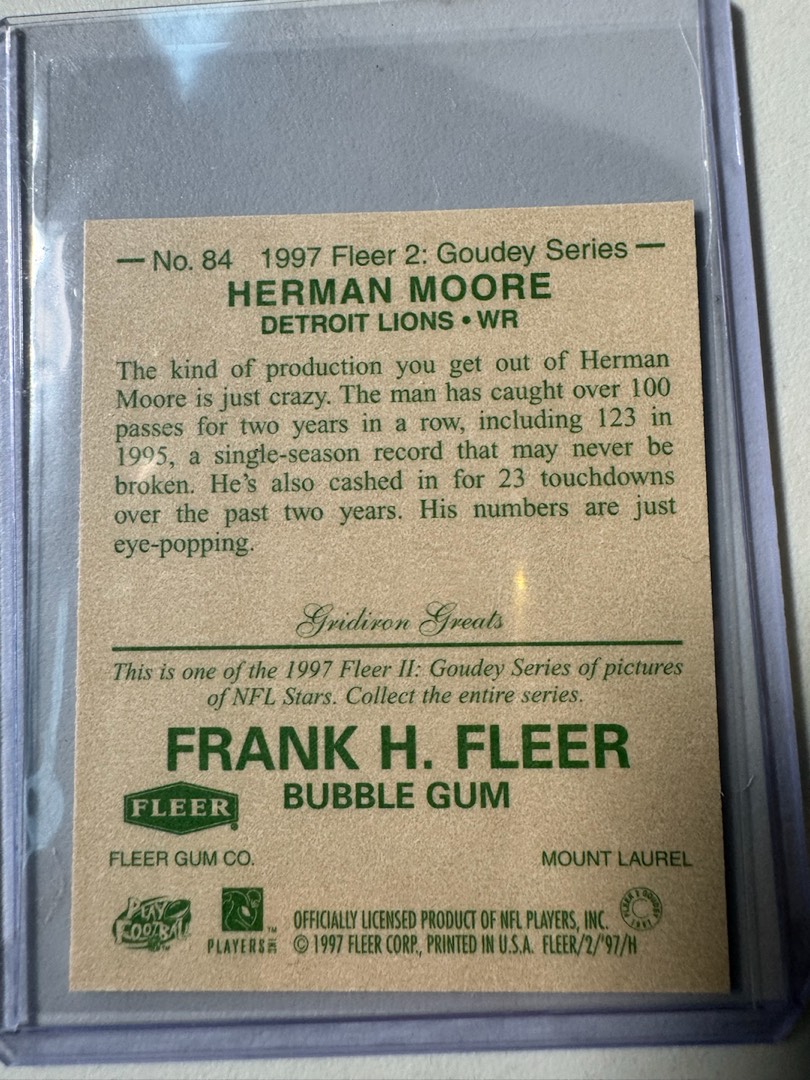 — No. 84 1997 Fleer 2: Goudey Series —
HERMAN MOORE
DETROIT LIONS • WR
The kind of production you get out of Herman
Moore is just crazy. The man has caught over 100
passes for two years in a row, including 123 in
1995, a single-season record that may never be
broken. He's also cashed in for 23 touchdowns
over the past two years. His numbers are just
eye-popping.
Gridiron Greats
This is one of the 1997 Fleer II: Goudey Series of pictures
of NFL Stars. Collect the entire series.
FRANK H. FLEER
BUBBLE GUM
FLEER
FLEER GUM CO. MOUNT LAUREL
PLAY FOOTBALL
PLAYERS INC
OFFICIALLY LICENSED PRODUCT OF NFL PLAYERS, INC.
© 1997 FLEER CORP., PRINTED IN U.S.A. FLEER/2/'97/H